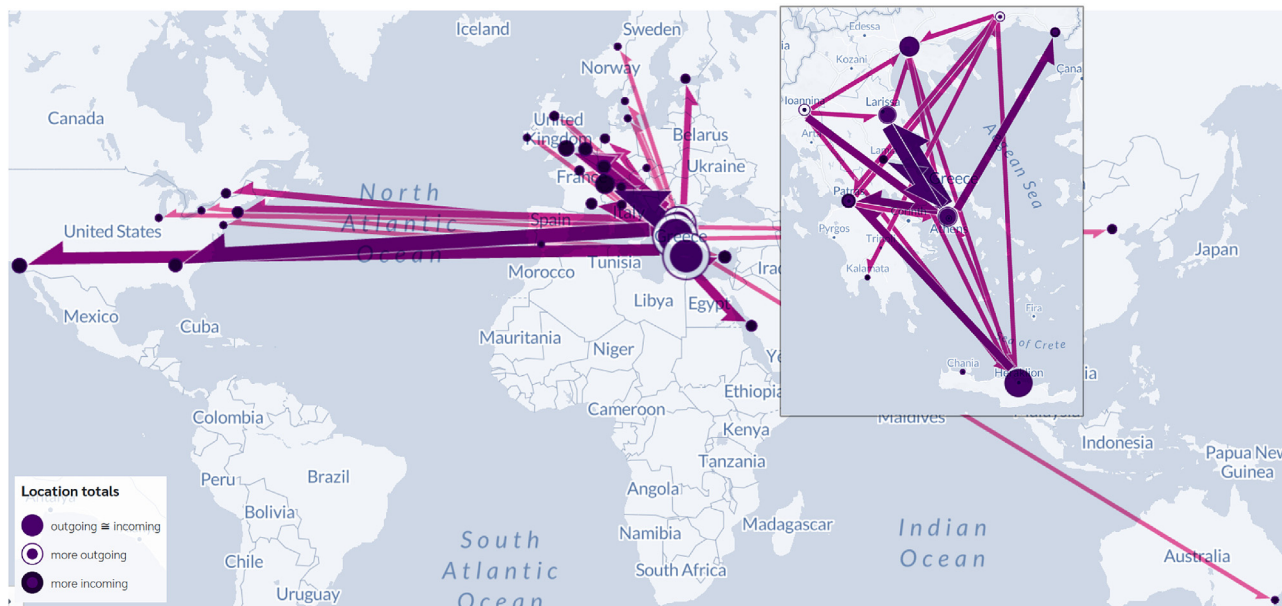 Iceland
Sweden
Norway
Canada
United
Kingdom
Belarus
Ukraine
North
Atlantic
Ocean
Spain
United States
Morocco
Tunisia
Greece
Libya
Egypt
Mexico
Cuba
Mauritania
Niger
Ethiopia
Cameroon
Kenya
Colombia
Tanzania
Peru
Brazil
Angola
Bolivia
Namibia
Madagascar
Chile
South
Atlantic
Ocean
South Africa
Uruguay
Indian
Ocean
Maldives
Indonesia
Papua New
Guinea
Australia
Japan
Edessa
Kozani
Ioannina
Larissa
Aegean Sea
Greece
Patras
Athens
Pyrgos
Kalamata
Fira
of Crete
Chania
Heraklion
Location totals
outgoing ≅ incoming
more outgoing
more incoming